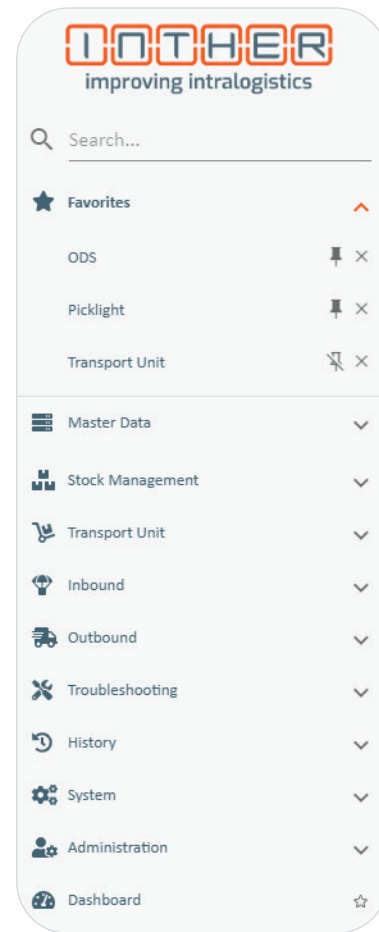 INTHER
improving intralogistics
Search...
Favorites
ODS
Picklight
Transport Unit
Master Data
Stock Management
Transport Unit
Inbound
Outbound
Troubleshooting
History
System
Administration
Dashboard